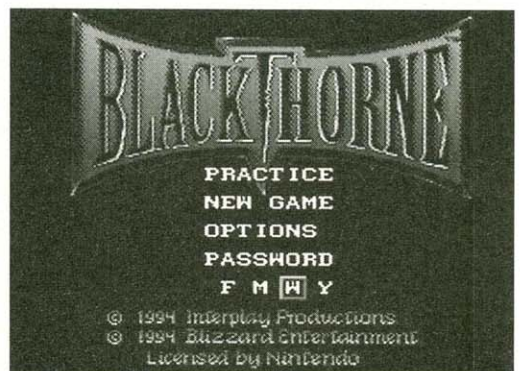 BLACKTHORNE
PRACTICE
NEW GAME
OPTIONS
PASSWORD
F M W Y
© 1994 Interplay Productions
© 1994 Blizzard Entertainment
Licensed by Nintendo